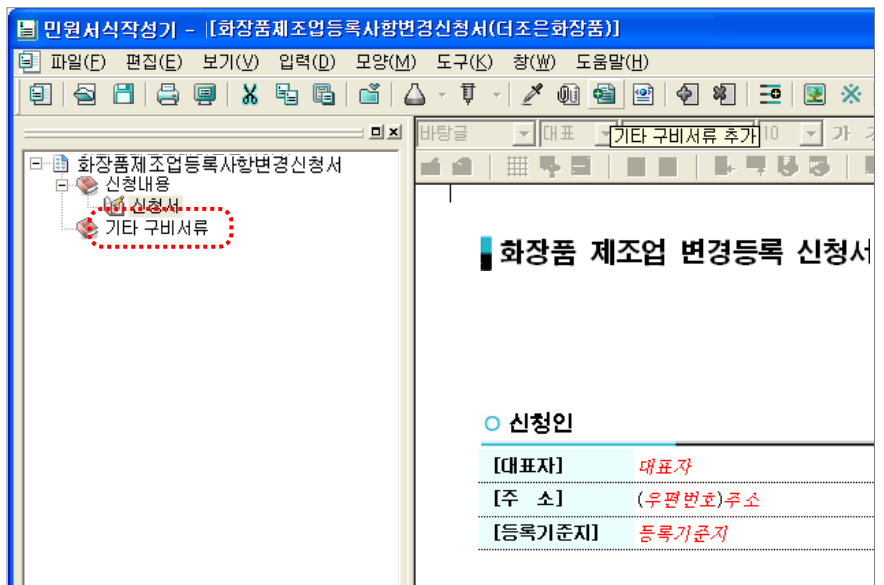 민원서식작성기 - [화장품제조업등록사항변경신청서(더조은화장품)]
파일(F) 편집(E) 보기(V) 입력(D) 모양(M) 도구(K) 창(W) 도움말(H)
바탕글 대표 10 가
기타 구비서류 추가
화장품제조업등록사항변경신청서
신청내용
신청서
기타 구비서류
화장품 제조업 변경등록 신청서
신청인
[대표자] 대표자
[주 소] (우편번호)주소
[등록기준지] 등록기준지